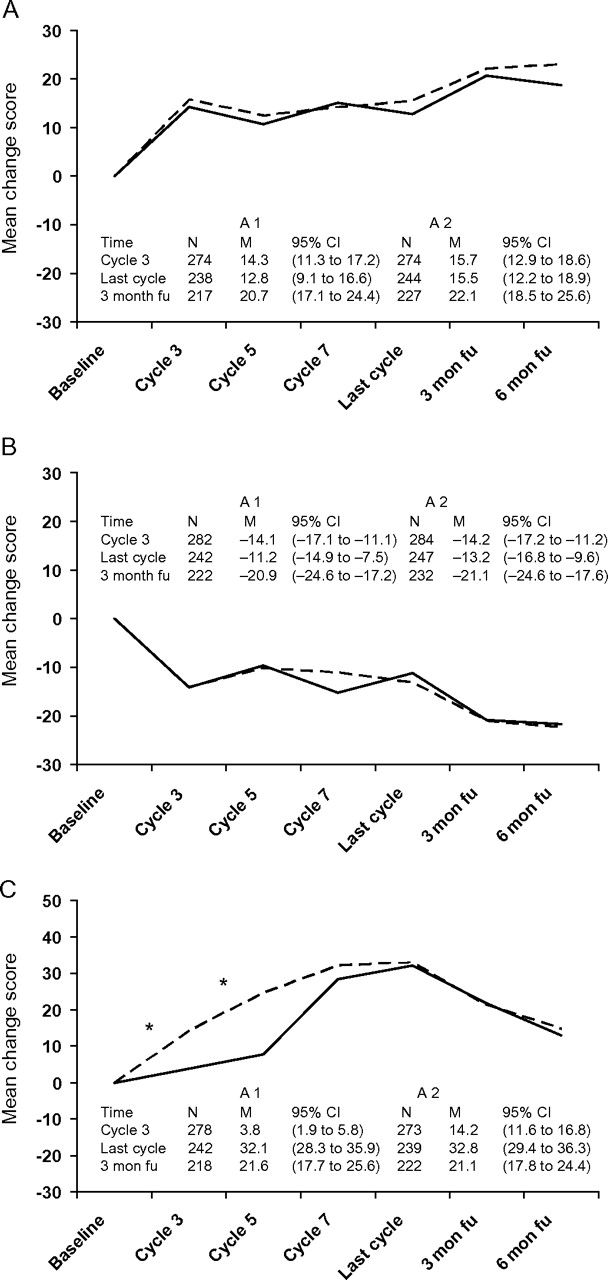 A
Mean change score
30
20
10
0
-10
-20
-30
A 1 A 2
Time N M 95% CI N M 95% CI
Cycle 3 274 14.3 (11.3 to 17.2) 274 15.7 (12.9 to 18.6)
Last cycle 238 12.8 (9.1 to 16.6) 244 15.5 (12.2 to 18.9)
3 month fu 217 20.7 (17.1 to 24.4) 227 22.1 (18.5 to 25.6)
Baseline Cycle 3 Cycle 5 Cycle 7 Last cycle 3 mon fu 6 mon fu
B
Mean change score
30
20
10
0
-10
-20
-30
A 1 A 2
Time N M 95% CI N M 95% CI
Cycle 3 282 –14.1 (–17.1 to –11.1) 284 –14.2 (–17.2 to –11.2)
Last cycle 242 –11.2 (–14.9 to –7.5) 247 –13.2 (–16.8 to –9.6)
3 month fu 222 –20.9 (–24.6 to –17.2) 232 –21.1 (–24.6 to –17.6)
Baseline Cycle 3 Cycle 5 Cycle 7 Last cycle 3 mon fu 6 mon fu
C
Mean change score
50
40
30
20
10
0
-10
-20
-30
*
*
A 1 A 2
Time N M 95% CI N M 95% CI
Cycle 3 278 3.8 (1.9 to 5.8) 273 14.2 (11.6 to 16.8)
Last cycle 242 32.1 (28.3 to 35.9) 239 32.8 (29.4 to 36.3)
3 mon fu 218 21.6 (17.7 to 25.6) 222 21.1 (17.8 to 24.4)
Baseline Cycle 3 Cycle 5 Cycle 7 Last cycle 3 mon fu 6 mon fu